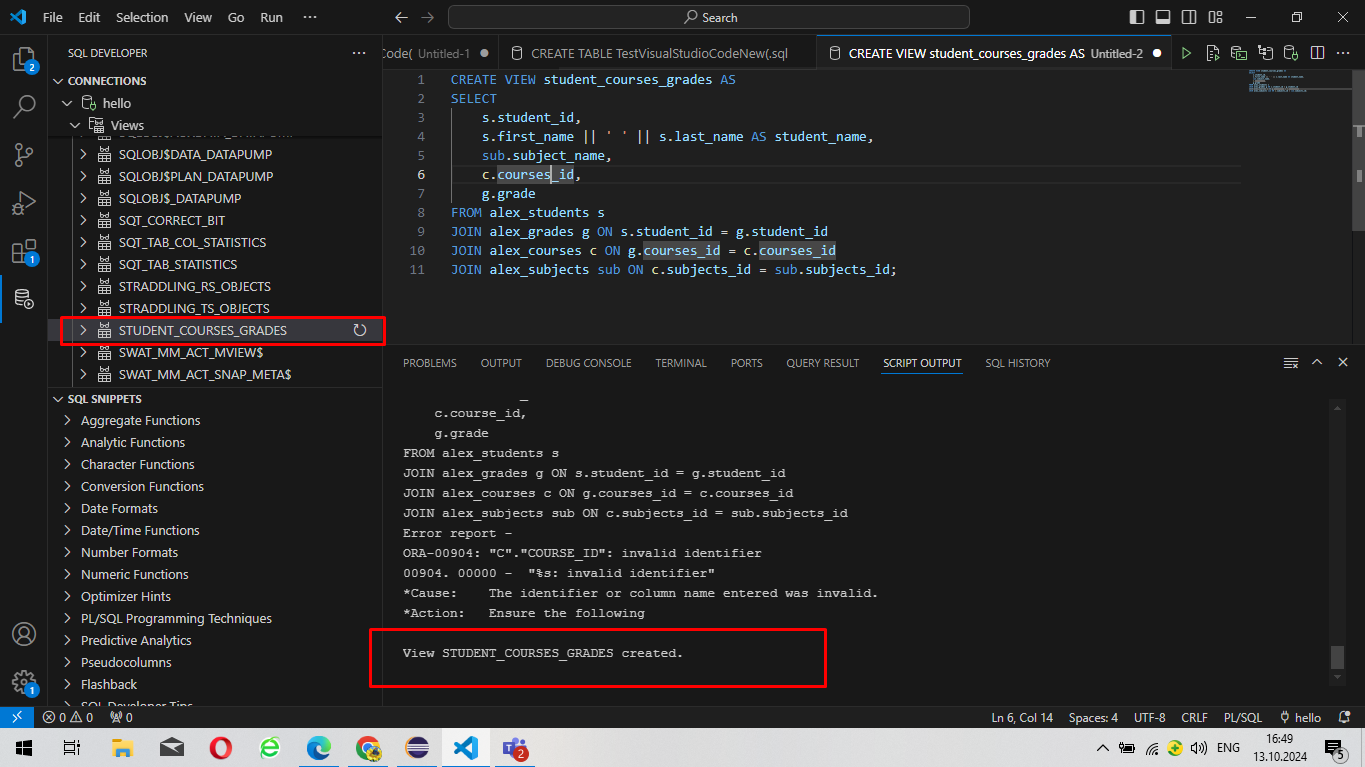 File Edit Selection View Go Run ···
Search
SQL DEVELOPER
CONNECTIONS
hello
Views
SQLOBJ$DATA_DATAPUMP
SQLOBJ$PLAN_DATAPUMP
SQLOBJ$_DATAPUMP
SQT_CORRECT_BIT
SQT_TAB_COL_STATISTICS
SQT_TAB_STATISTICS
STRADDLING_RS_OBJECTS
STRADDLING_TS_OBJECTS
STUDENT_COURSES_GRADES
SWAT_MM_ACT_MVIEW$
SWAT_MM_ACT_SNAP_META$
SQL SNIPPETS
Aggregate Functions
Analytic Functions
Character Functions
Conversion Functions
Date Formats
Date/Time Functions
Number Formats
Numeric Functions
Optimizer Hints
PL/SQL Programming Techniques
Predictive Analytics
Pseudocolumns
Flashback
SQL Developer Tips
2
1
1
Code( Untitled-1
CREATE TABLE TestVisualStudioCodeNew(.sql
CREATE VIEW student_courses_grades AS Untitled-2
1 CREATE VIEW student_courses_grades AS
2 SELECT
3 s.student_id,
4 s.first_name || ' ' || s.last_name AS student_name,
5 sub.subject_name,
6 c.courses_id,
7 g.grade
8 FROM alex_students s
9 JOIN alex_grades g ON s.student_id = g.student_id
10 JOIN alex_courses c ON g.courses_id = c.courses_id
11 JOIN alex_subjects sub ON c.subjects_id = sub.subjects_id;
PROBLEMS OUTPUT DEBUG CONSOLE TERMINAL PORTS QUERY RESULT SCRIPT OUTPUT SQL HISTORY
c.course_id,
g.grade
FROM alex_students s
JOIN alex_grades g ON s.student_id = g.student_id
JOIN alex_courses c ON g.courses_id = c.courses_id
JOIN alex_subjects sub ON c.subjects_id = sub.subjects_id
Error report -
ORA-00904: "C"."COURSE_ID": invalid identifier
00904. 00000 - "%s: invalid identifier"
*Cause: The identifier or column name entered was invalid.
*Action: Ensure the following
View STUDENT_COURSES_GRADES created.
0 0 0
Ln 6, Col 14 Spaces: 4 UTF-8 CRLF PL/SQL hello
2
ENG
16:49
13.10.2024
5